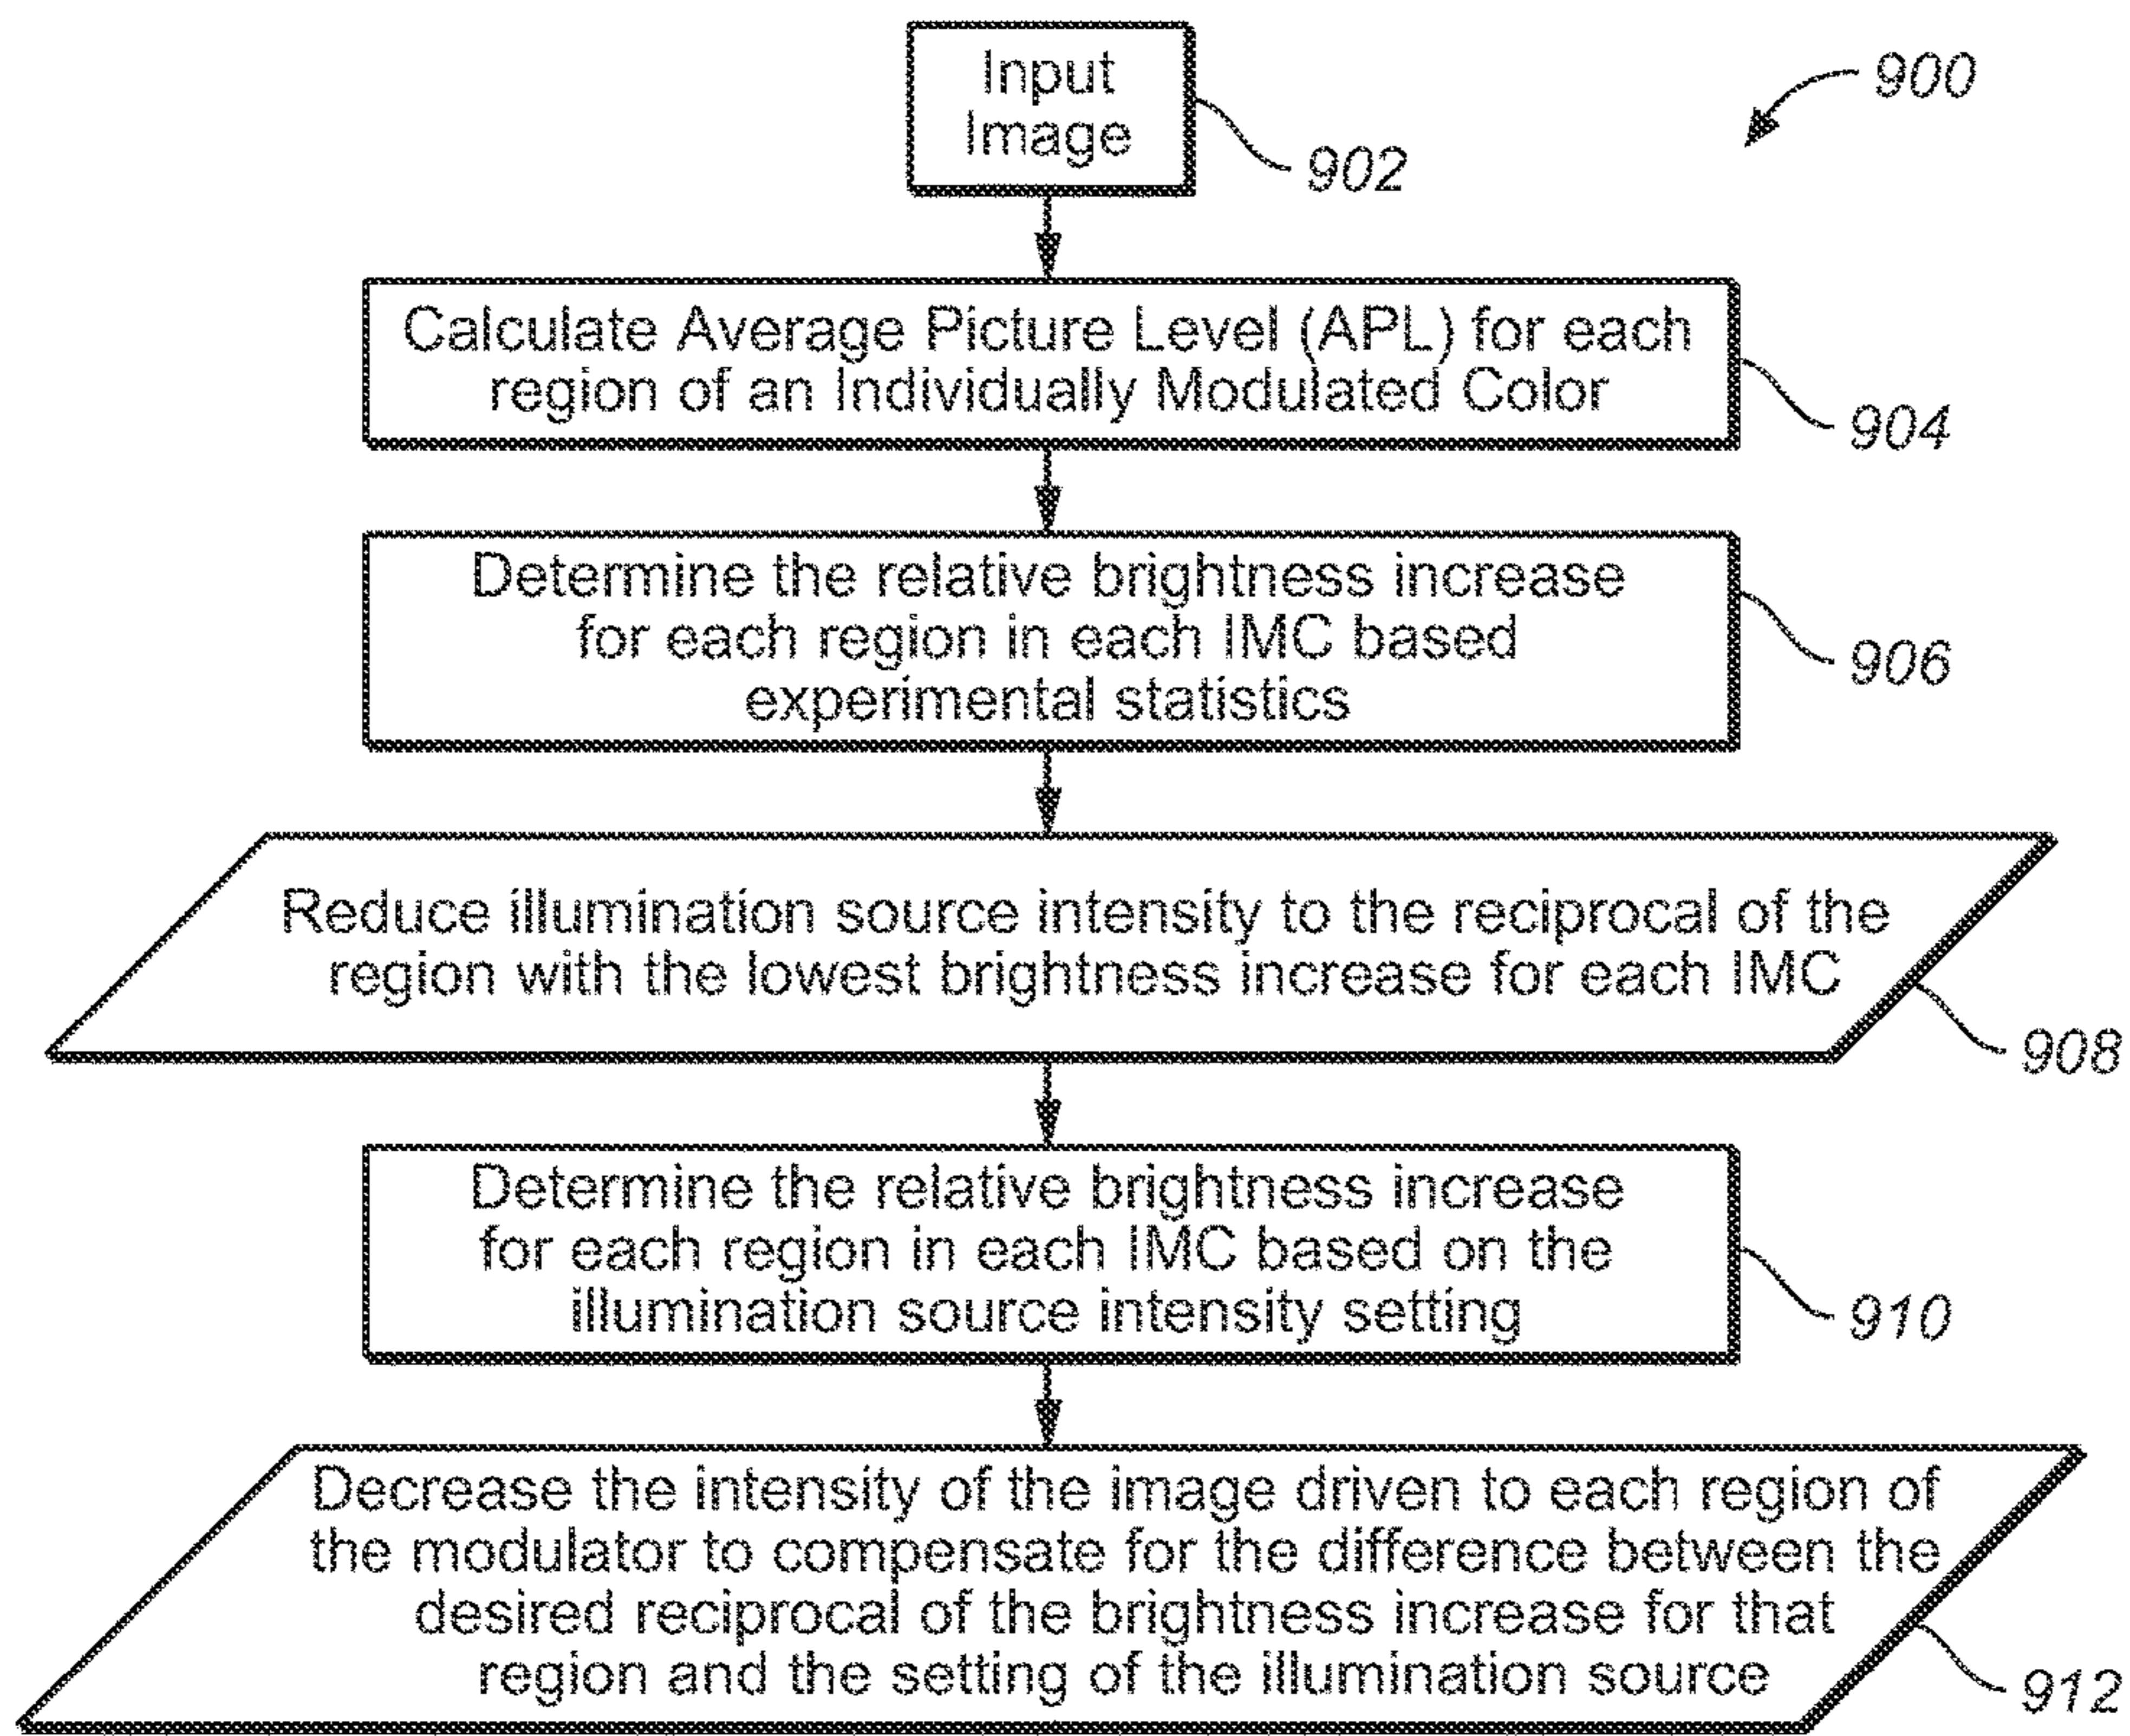 Input
Image
900
902
Calculate Average Picture Level (APL) for each
region of an Individually Modulated Color
904
Determine the relative brightness increase
for each region in each IMC based
experimental statistics
906
Reduce illumination source intensity to the reciprocal of the
region with the lowest brightness increase for each IMC
908
Determine the relative brightness increase
for each region in each IMC based on the
illumination source intensity setting
910
Decrease the intensity of the image driven to each region of
the modulator to compensate for the difference between the
desired reciprocal of the brightness increase for that
region and the setting of the illumination source
912